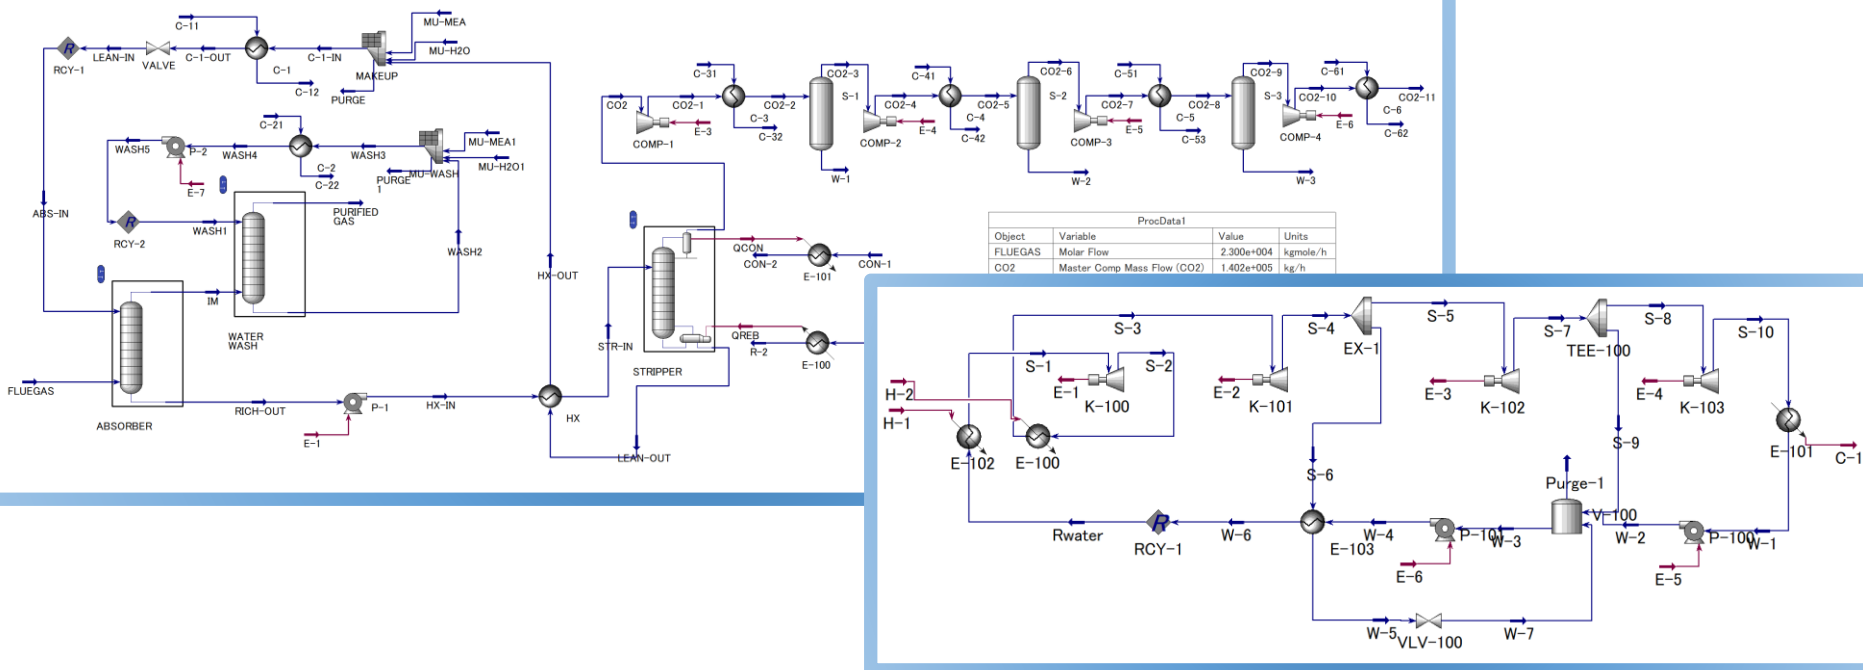 C-11
MU-MEA
MU-H2O
RCY-1
LEAN-IN
VALVE
C-1-OUT
C-1
C-1-IN
MAKEUP
C-12
PURGE
C-21
WASH5
P-2
WASH4
C-2
WASH3
MU-WASH
MU-MEA1
MU-H2O1
E-7
C-22
PURGE
1
ABS-IN
RCY-2
WASH1
PURIFIED
GAS
WASH2
HX-OUT
IM
WATER
WASH
FLUEGAS
ABSORBER
RICH-OUT
P-1
HX-IN
E-1
HX
LEAN-OUT
STR-IN
STRIPPER
QCON
CON-2
E-101
CON-1
QREB
R-2
E-100
CO2
C-31
CO2-1
E-3
COMP-1
C-3
C-32
CO2-2
CO2-3
S-1
W-1
C-41
CO2-4
E-4
COMP-2
C-4
C-42
CO2-5
CO2-6
S-2
W-2
C-51
CO2-7
E-5
COMP-3
C-5
C-53
CO2-8
CO2-9
S-3
W-3
C-61
CO2-10
E-6
COMP-4
C-6
C-62
CO2-11
ProcData1
Object Variable Value Units
FLUEGAS Molar Flow 2.300e+004 kgmole/h
CO2 Master Comp Mass Flow (CO2) 1.402e+005 kg/h
S-3
S-4
S-5
S-7
S-8
S-10
EX-1
TEE-100
S-1
S-2
E-1
K-100
E-2
K-101
E-3
K-102
E-4
K-103
H-2
H-1
E-102
E-100
S-6
S-9
E-101
C-1
Purge-1
V-100
Rwater
RCY-1
W-6
E-103
W-4
P-101
W-3
W-2
P-100
W-1
E-6
E-5
W-5
VLV-100
W-7